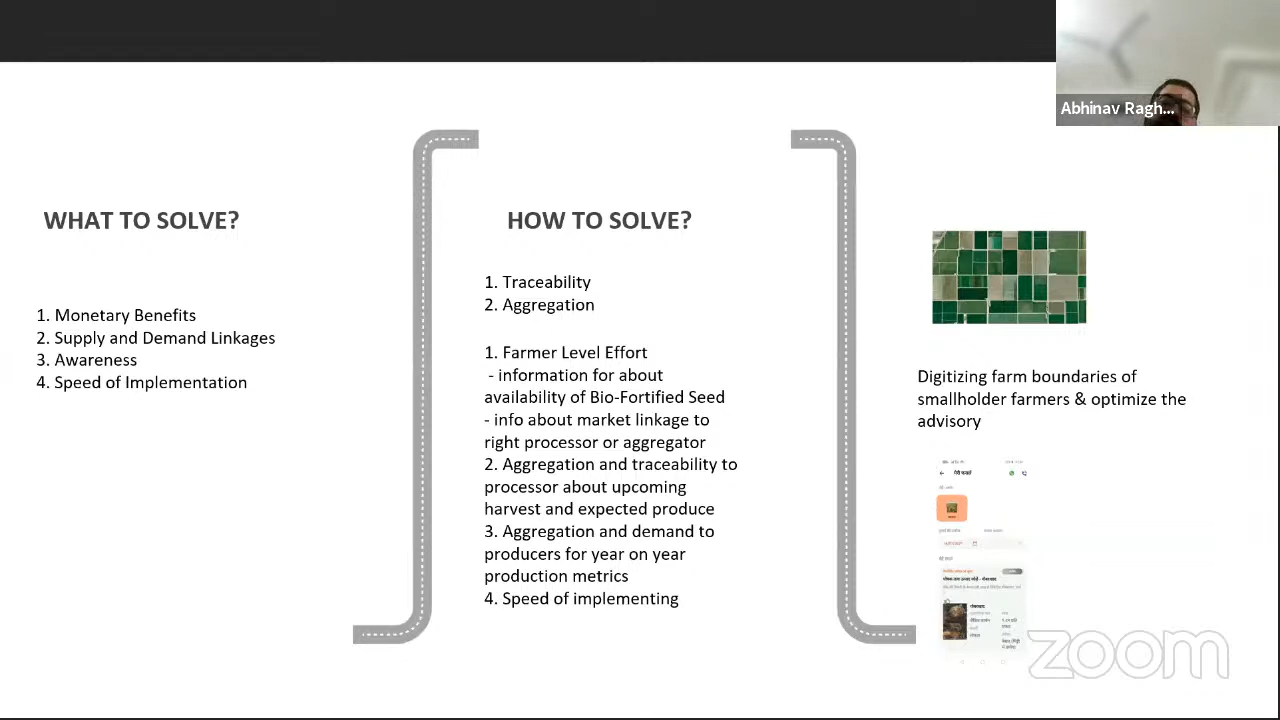 Abhinav Ragh...
WHAT TO SOLVE?
1. Monetary Benefits
2. Supply and Demand Linkages
3. Awareness
4. Speed of Implementation
HOW TO SOLVE?
1. Traceability
2. Aggregation
1. Farmer Level Effort
- information for about
availability of Bio-Fortified Seed
- info about market linkage to
right processor or aggregator
2. Aggregation and traceability to
processor about upcoming
harvest and expected produce
3. Aggregation and demand to
producers for year on year
production metrics
4. Speed of implementing
Digitizing farm boundaries of
smallholder farmers & optimize the
advisory
zoom